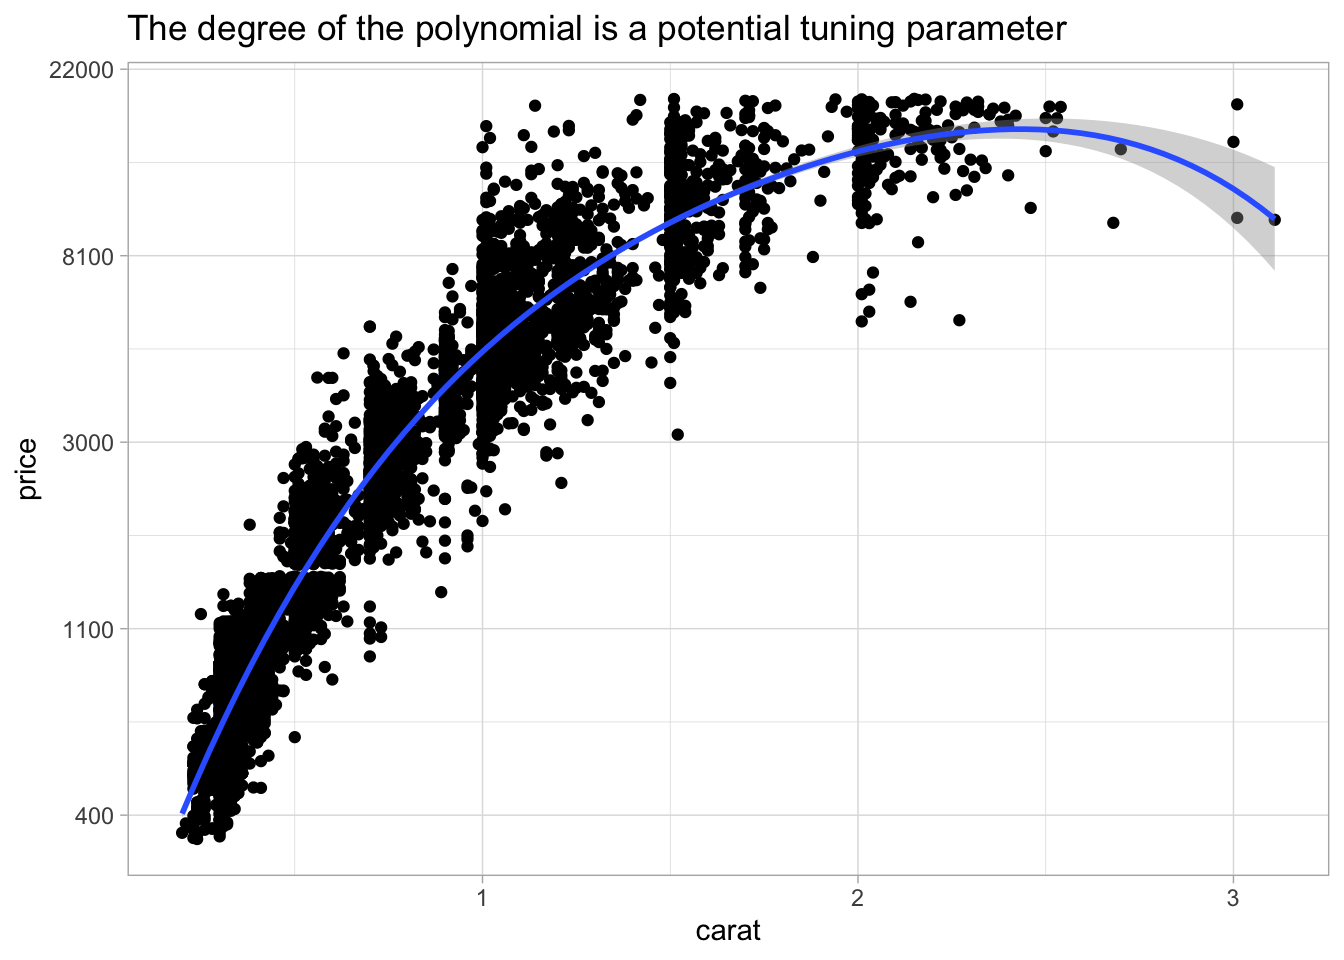 The degree of the polynomial is a potential tuning parameter
22000
8100
3000
1100
400
price
1
2
3
carat